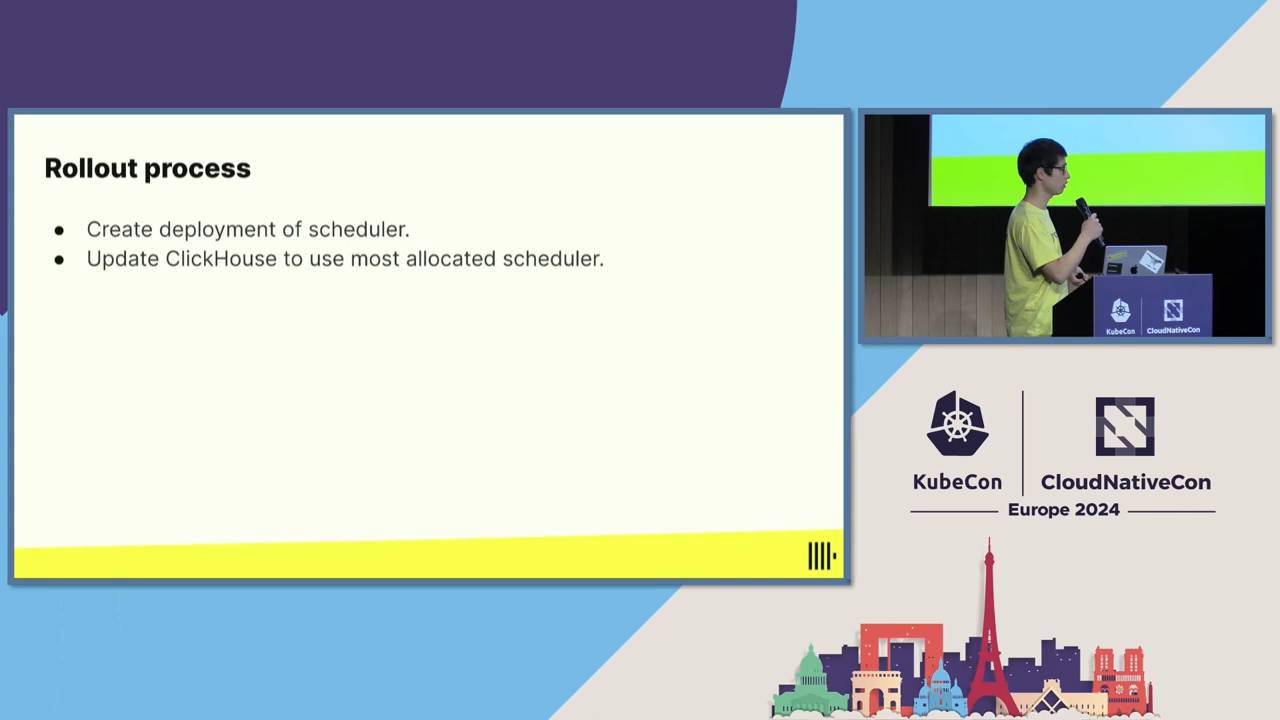 Rollout process
● Create deployment of scheduler.
● Update ClickHouse to use most allocated scheduler.
KubeCon
CloudNativeCon
KubeCon
CloudNativeCon
Europe 2024